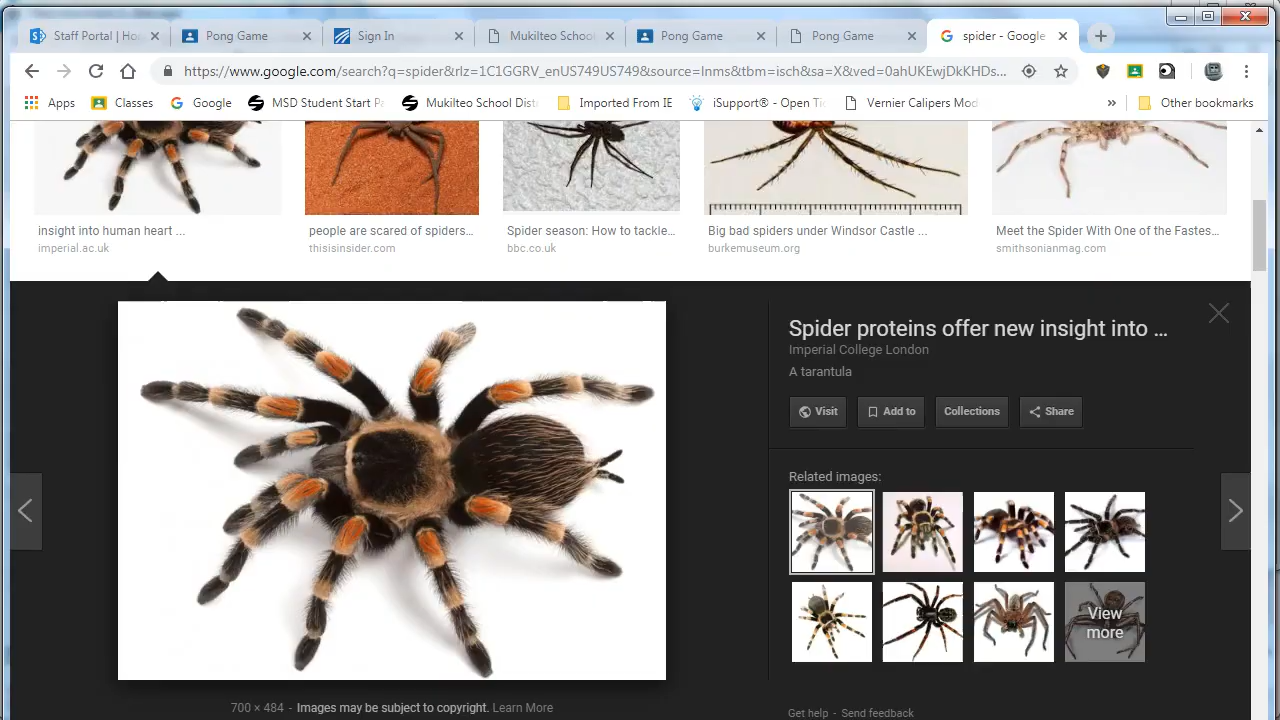 Staff Portal | Ho
Pong Game
Sign In
Mukilteo Schoo
Pong Game
Pong Game
spider - Google
https://www.google.com/search?q=spider&rlz=1C1GGRV_enUS749US749&source=lnms&tbm=isch&sa=X&ved=0ahUKEwiDkKHDs...
Apps
Classes
Google
MSD Student Start Pa
Mukilteo School Distr
Imported From IE
iSupport® - Open Tic
Vernier Calipers Mod
»
Other bookmarks
insight into human heart ...
imperial.ac.uk
people are scared of spiders...
thisisinsider.com
Spider season: How to tackle...
bbc.co.uk
Big bad spiders under Windsor Castle ...
burkemuseum.org
Meet the Spider With One of the Fastes...
smithsonianmag.com
Spider proteins offer new insight into ...
Imperial College London
A tarantula
Visit
Add to
Collections
Share
Related images:
View
more
700 × 484 - Images may be subject to copyright. Learn More
Get help - Send feedback